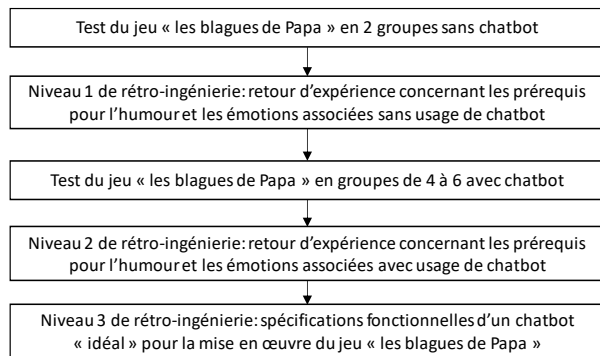 Test du jeu « les blagues de Papa » en 2 groupes sans chatbot
Niveau 1 de rétro-ingénierie: retour d’expérience concernant les prérequis
pour l’humour et les émotions associées sans usage de chatbot
Test du jeu « les blagues de Papa » en groupes de 4 à 6 avec chatbot
Niveau 2 de rétro-ingénierie: retour d’expérience concernant les prérequis
pour l’humour et les émotions associées avec usage de chatbot
Niveau 3 de rétro-ingénierie: spécifications fonctionnelles d’un chatbot
« idéal » pour la mise en œuvre du jeu « les blagues de Papa »